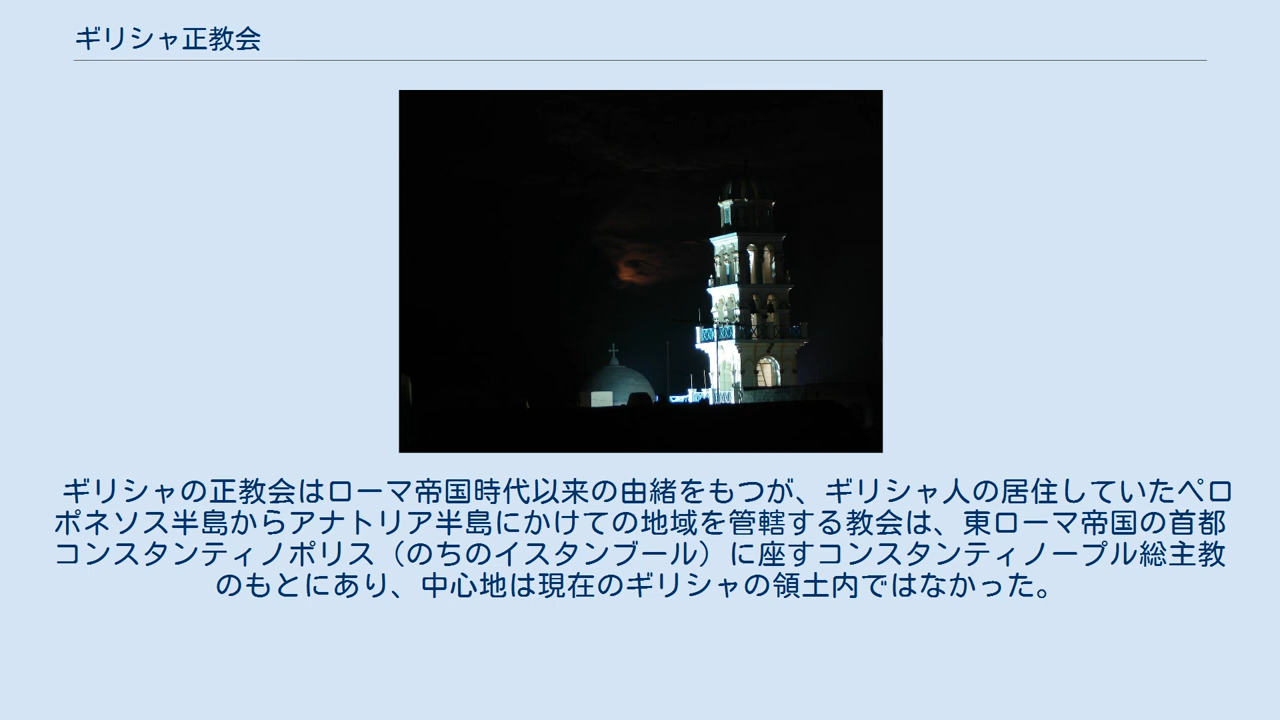 ギリシャ正教会
ギリシャの正教会はローマ帝国時代以来の由緒をもつが、ギリシャ人の居住していたペロ
ポネソス半島からアナトリア半島にかけての地域を管轄する教会は、東ローマ帝国の首都
コンスタンティノポリス（のちのイスタンブール）に座すコンスタンティノープル総主教
のもとにあり、中心地は現在のギリシャの領土内ではなかった。